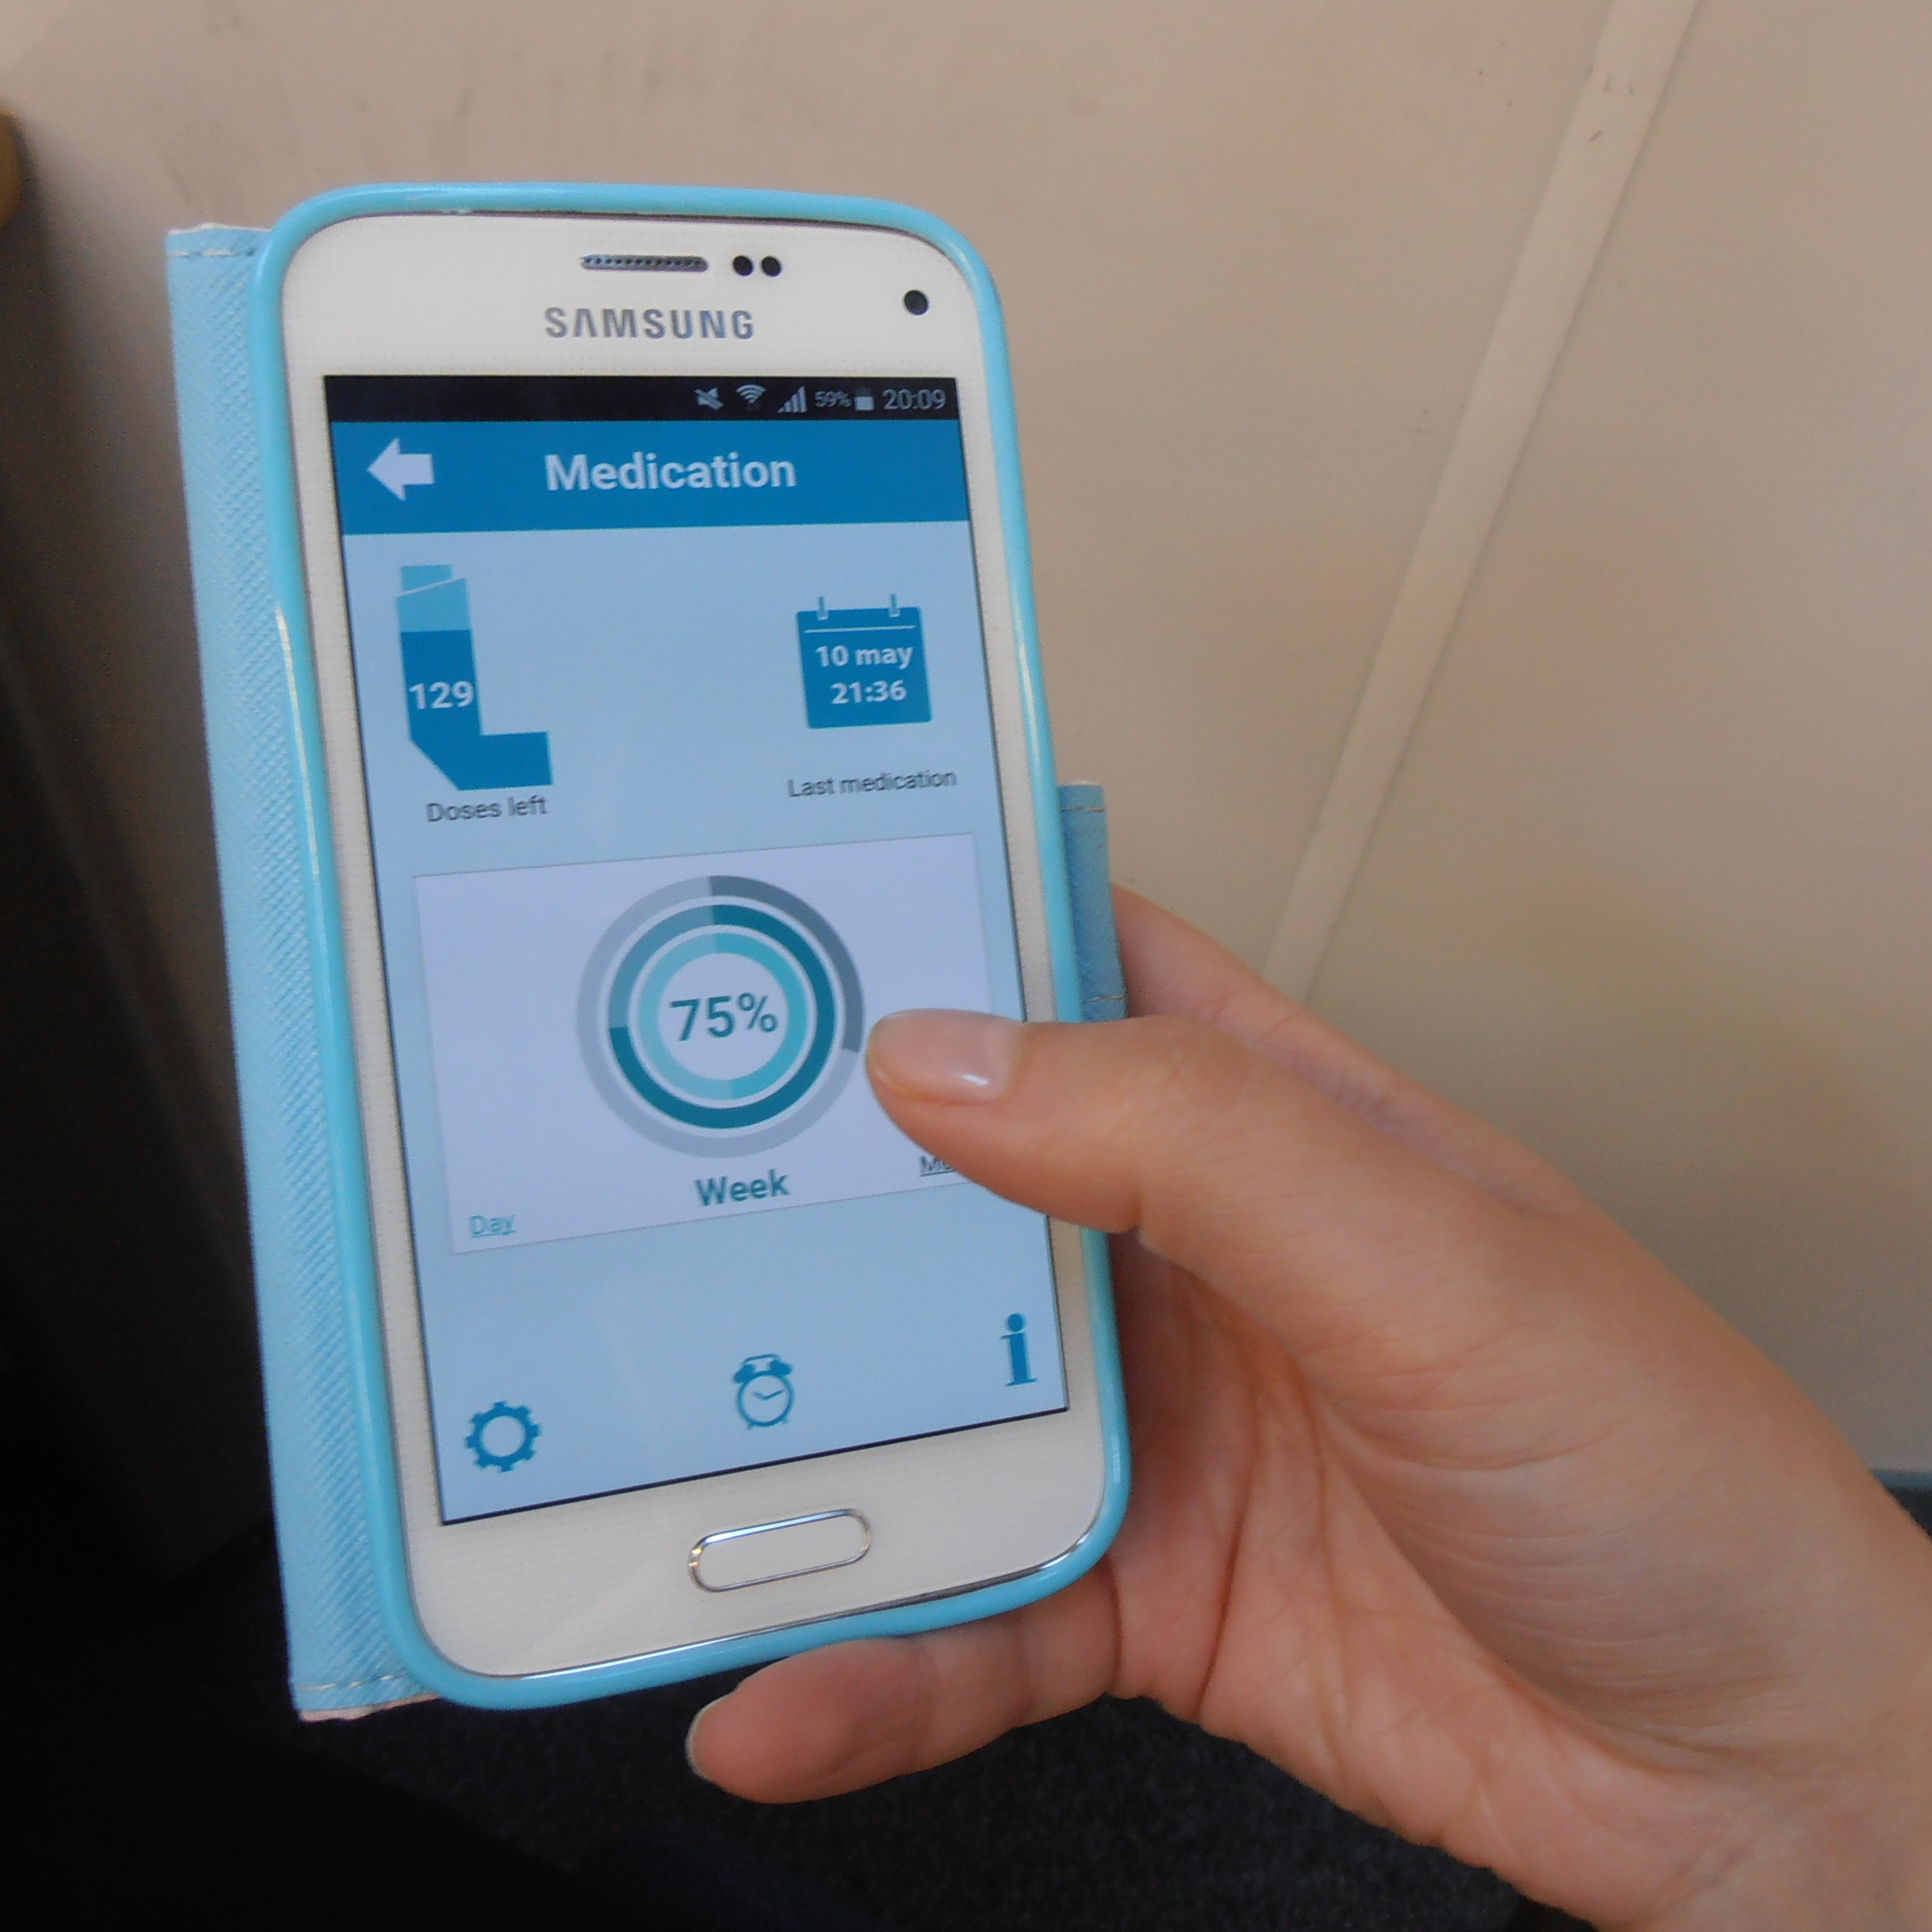 SAMSUNG
59% 20:09
Medication
129
10 may
21:36
Doses left
Last medication
75%
Week
Day